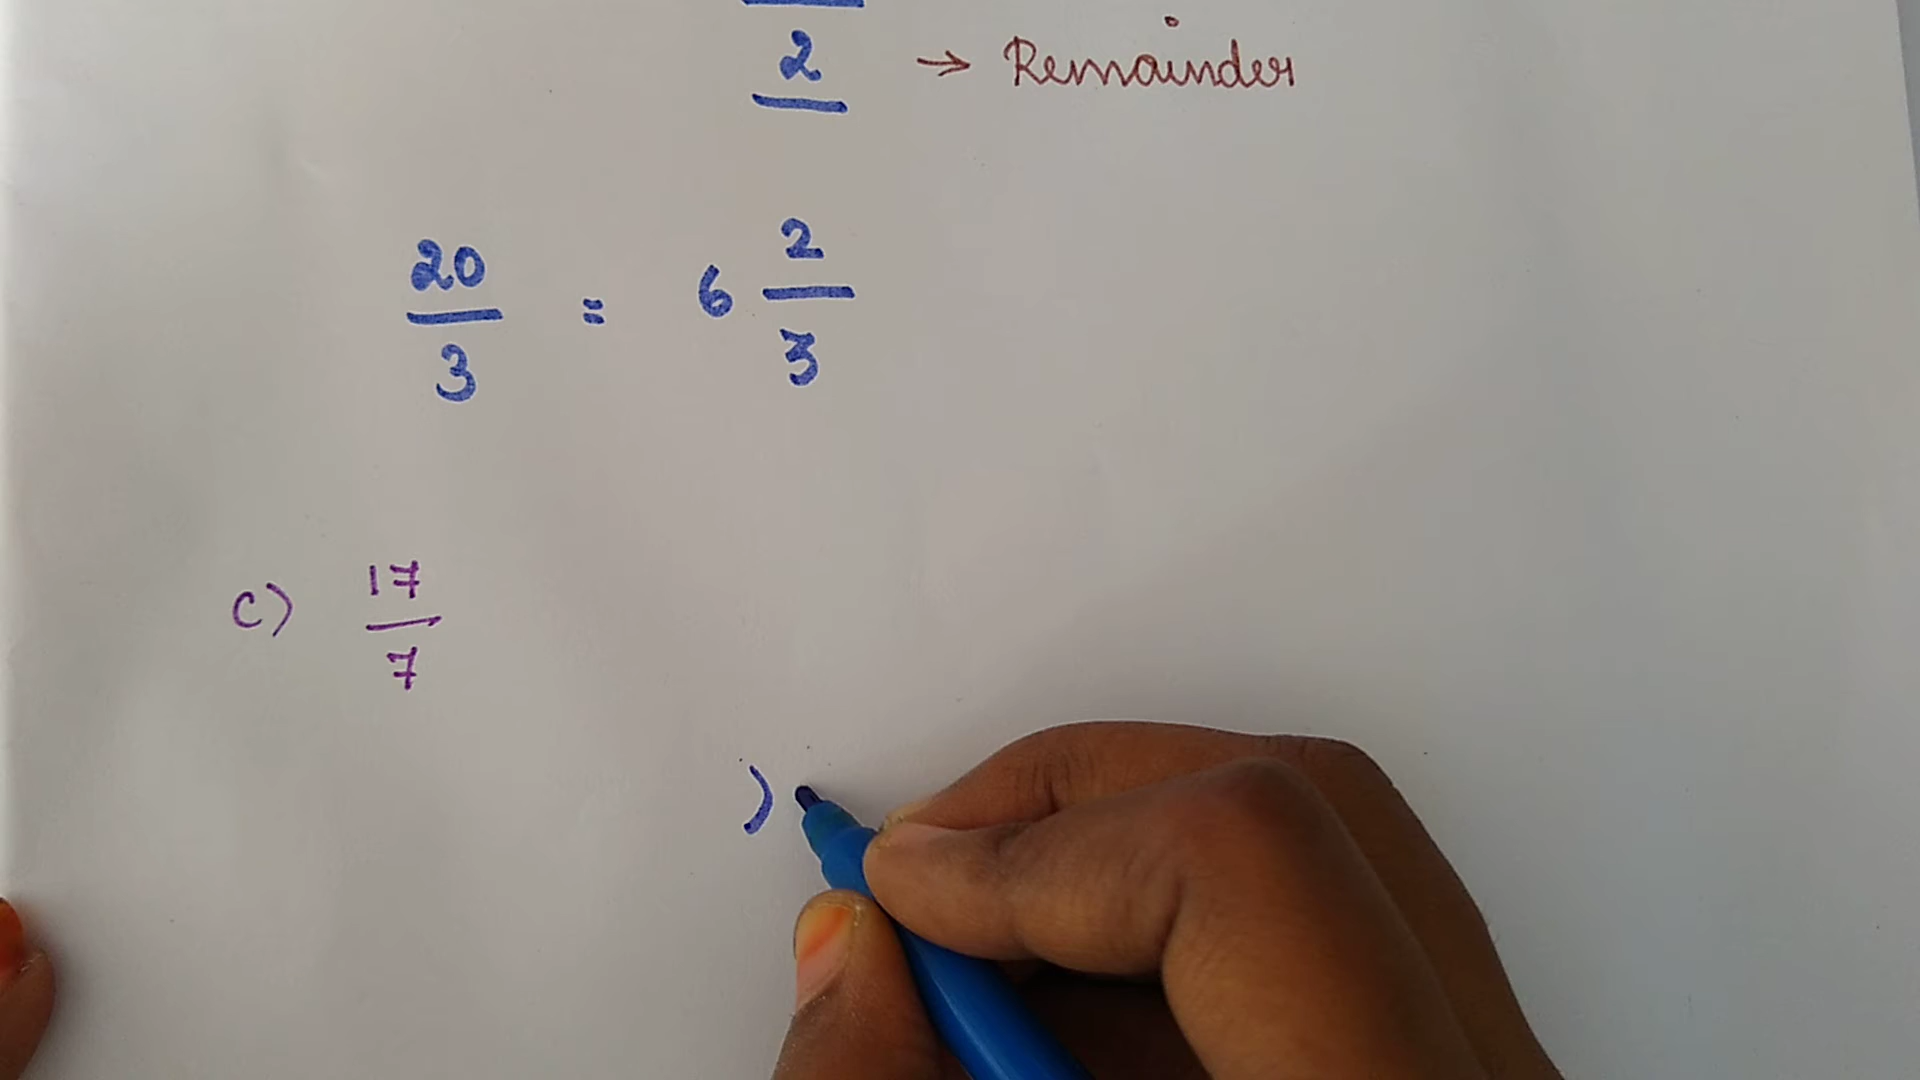 2 → Remainder
20/3 = 6 2/3
c) 17/7
)